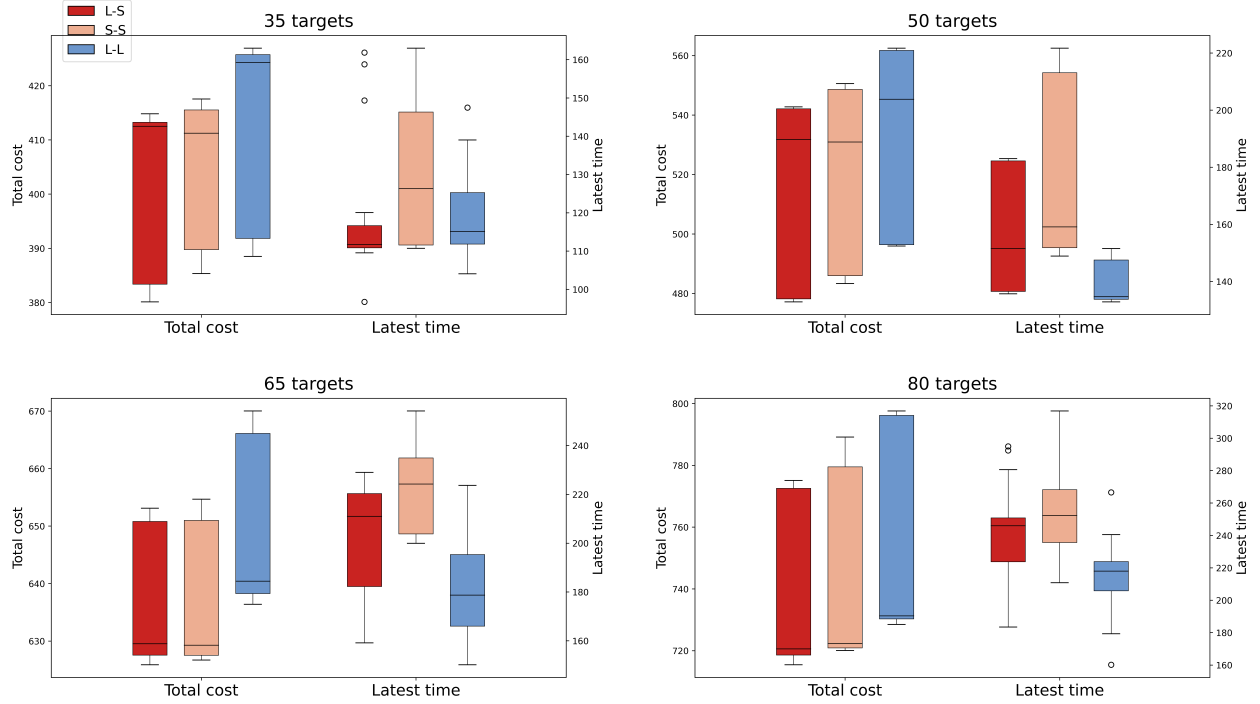 L-S
S-S
L-L
35 targets
Total cost
420
410
400
390
380
160
150
140
130
120
110
100
Latest time
Total cost
Latest time
50 targets
Total cost
560
540
520
500
480
220
200
180
160
140
Latest time
Total cost
Latest time
65 targets
Total cost
670
660
650
640
630
240
220
200
180
160
Latest time
Total cost
Latest time
80 targets
Total cost
800
780
760
740
720
320
300
280
260
240
220
200
180
160
Latest time
Total cost
Latest time